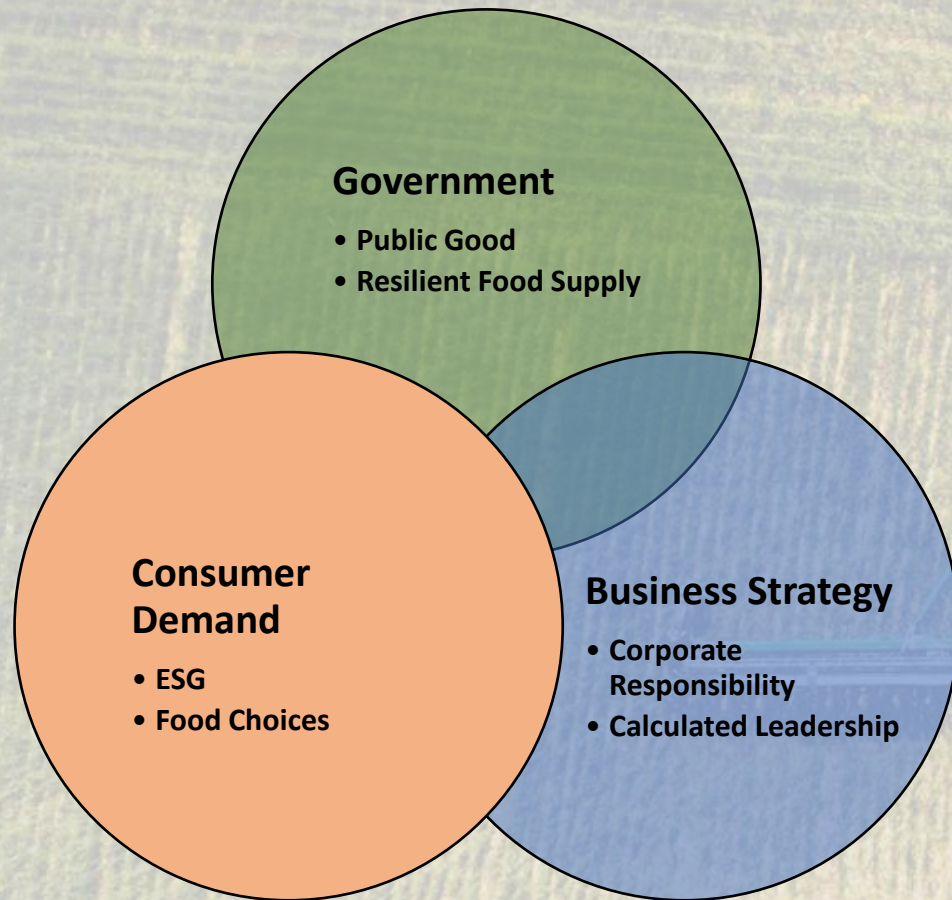 Government
• Public Good
• Resilient Food Supply
Consumer
Demand
• ESG
• Food Choices
Business Strategy
• Corporate
Responsibility
• Calculated Leadership